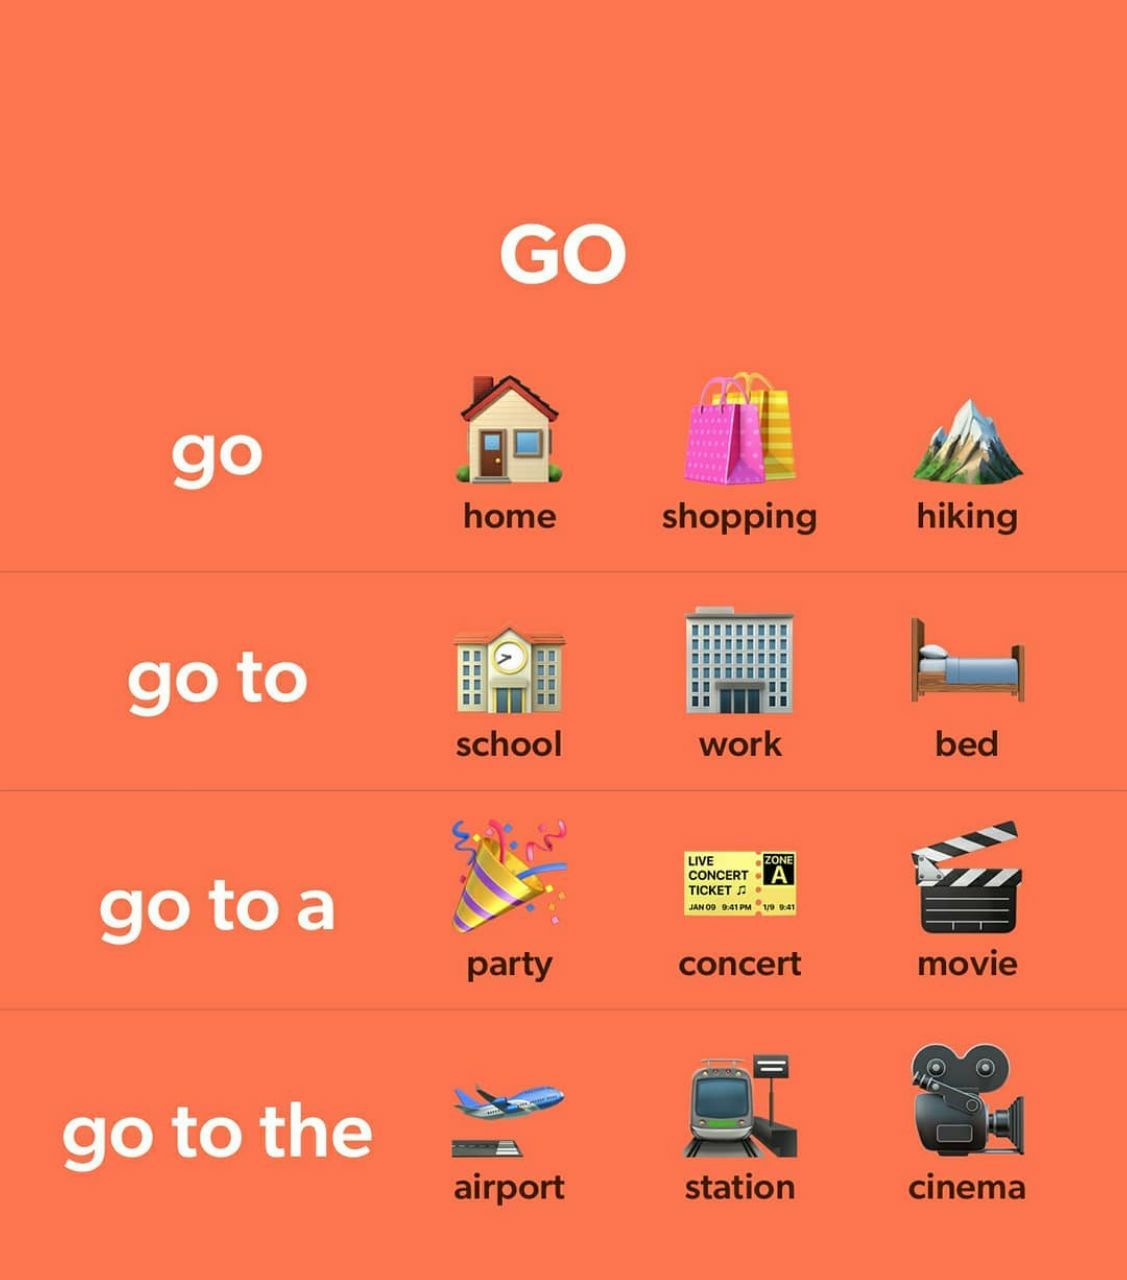 GO
go
home shopping hiking
go to
school work bed
go to a
LIVE
CONCERT
TICKET ♫
JAN 09 9:41 PM
ZONE
A
1/9 9:41
party concert movie
go to the
airport station cinema